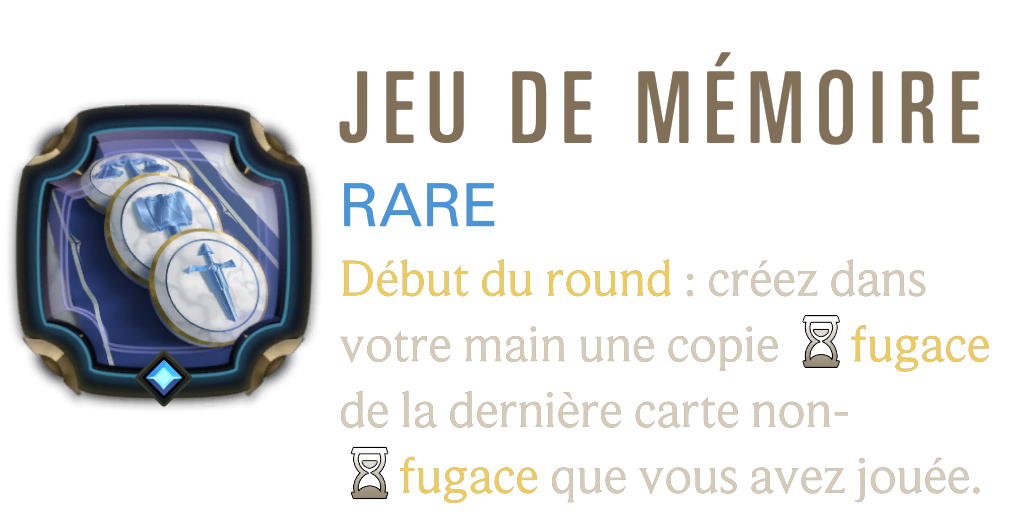 JEU DE MÉMOIRE
RARE
Début du round : créez dans
votre main une copie fugace
de la dernière carte non-
fugace que vous avez jouée.